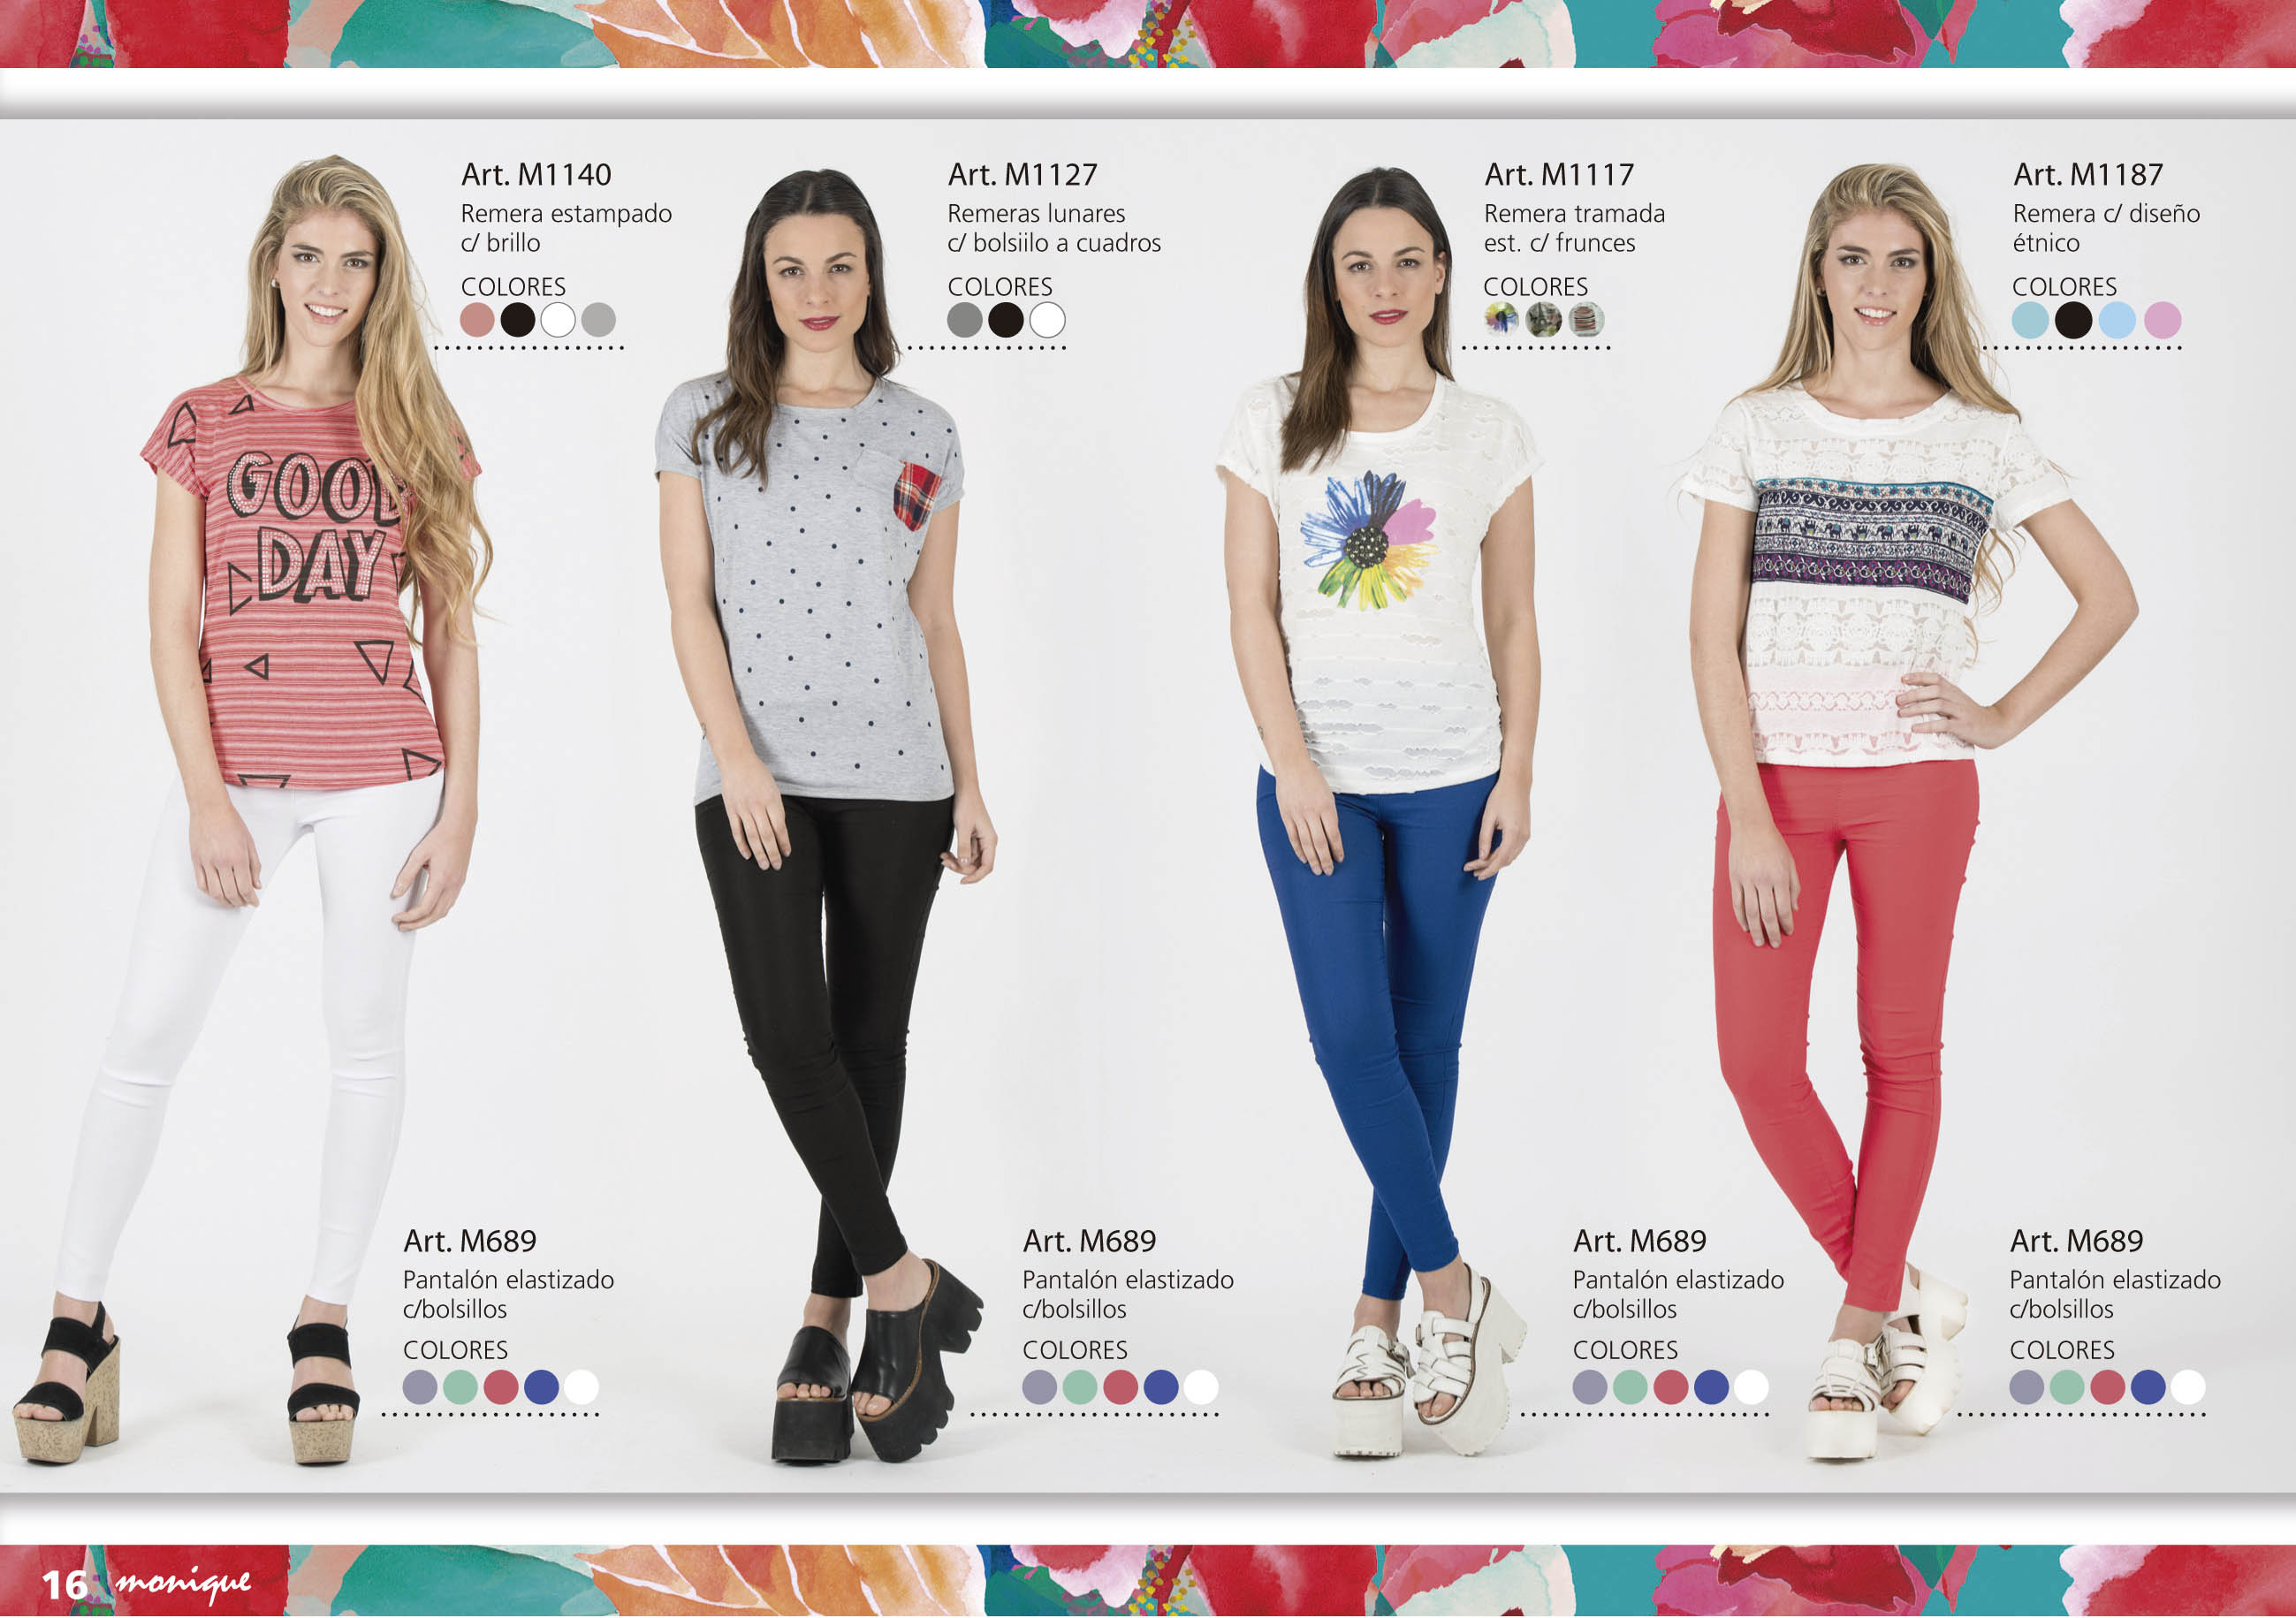 Art. M1140
Remera estampado
c/ brillo
COLORES
Art. M1127
Remeras lunares
c/ bolsiilo a cuadros
COLORES
Art. M1117
Remera tramada
est. c/ frunces
COLORES
Art. M1187
Remera c/ diseño
étnico
COLORES
GOOD
DAY
Art. M689
Pantalón elastizado
c/bolsillos
COLORES
Art. M689
Pantalón elastizado
c/bolsillos
COLORES
Art. M689
Pantalón elastizado
c/bolsillos
COLORES
Art. M689
Pantalón elastizado
c/bolsillos
COLORES
16 monique